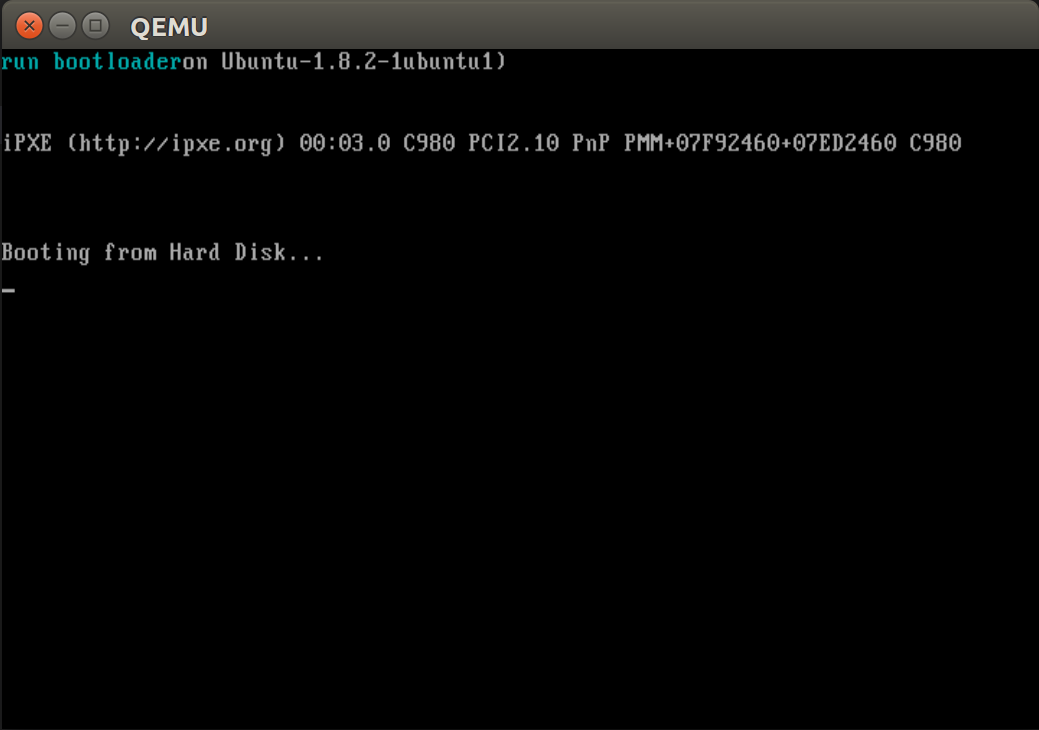 QEMU
run bootloaderon Ubuntu-1.8.2-1ubuntu1)
iPXE (http://ipxe.org) 00:03.0 C980 PCI2.10 PnP PMM+07F92460+07ED2460 C980
Booting from Hard Disk...
_